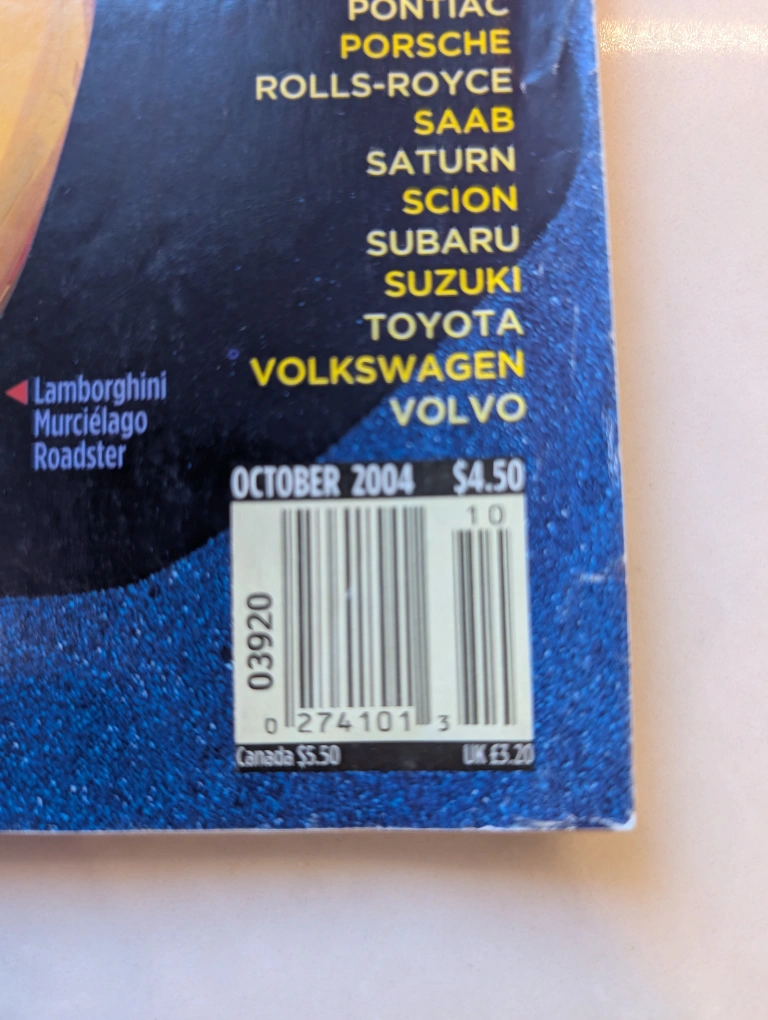 PONTIAC
PORSCHE
ROLLS-ROYCE
SAAB
SATURN
SCION
SUBARU
SUZUKI
TOYOTA
VOLKSWAGEN
VOLVO
Lamborghini
Murciélago
Roadster
OCTOBER 2004 $4.50
10
03920
0 274101 3
Canada $5.50 UK £3.20